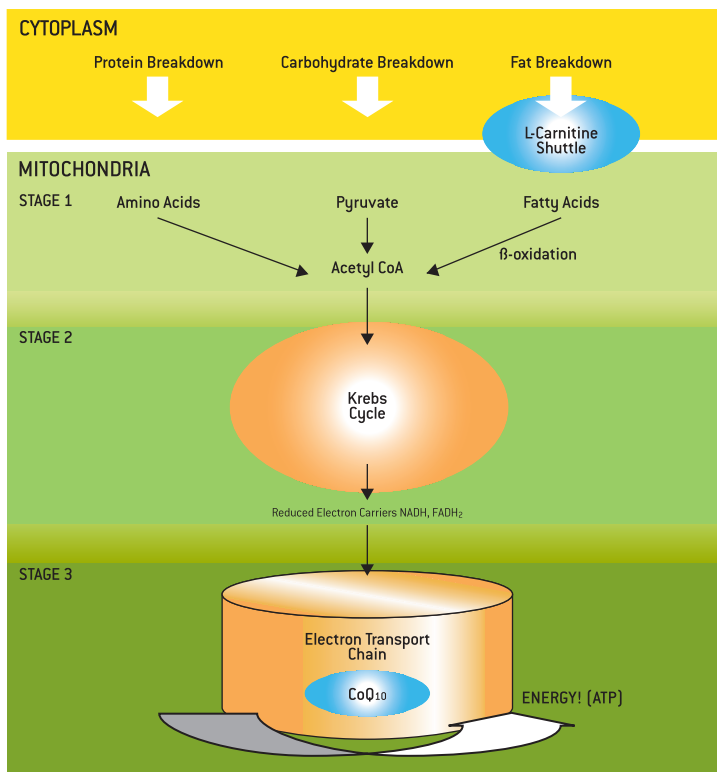 CYTOPLASM
Protein Breakdown
Carbohydrate Breakdown
Fat Breakdown
L-Carnitine
Shuttle
MITOCHONDRIA
STAGE 1
Amino Acids
Pyruvate
Fatty Acids
ß-oxidation
Acetyl CoA
STAGE 2
Krebs
Cycle
Reduced Electron Carriers NADH, FADH₂
STAGE 3
Electron Transport
Chain
CoQ₁₀
ENERGY! (ATP)